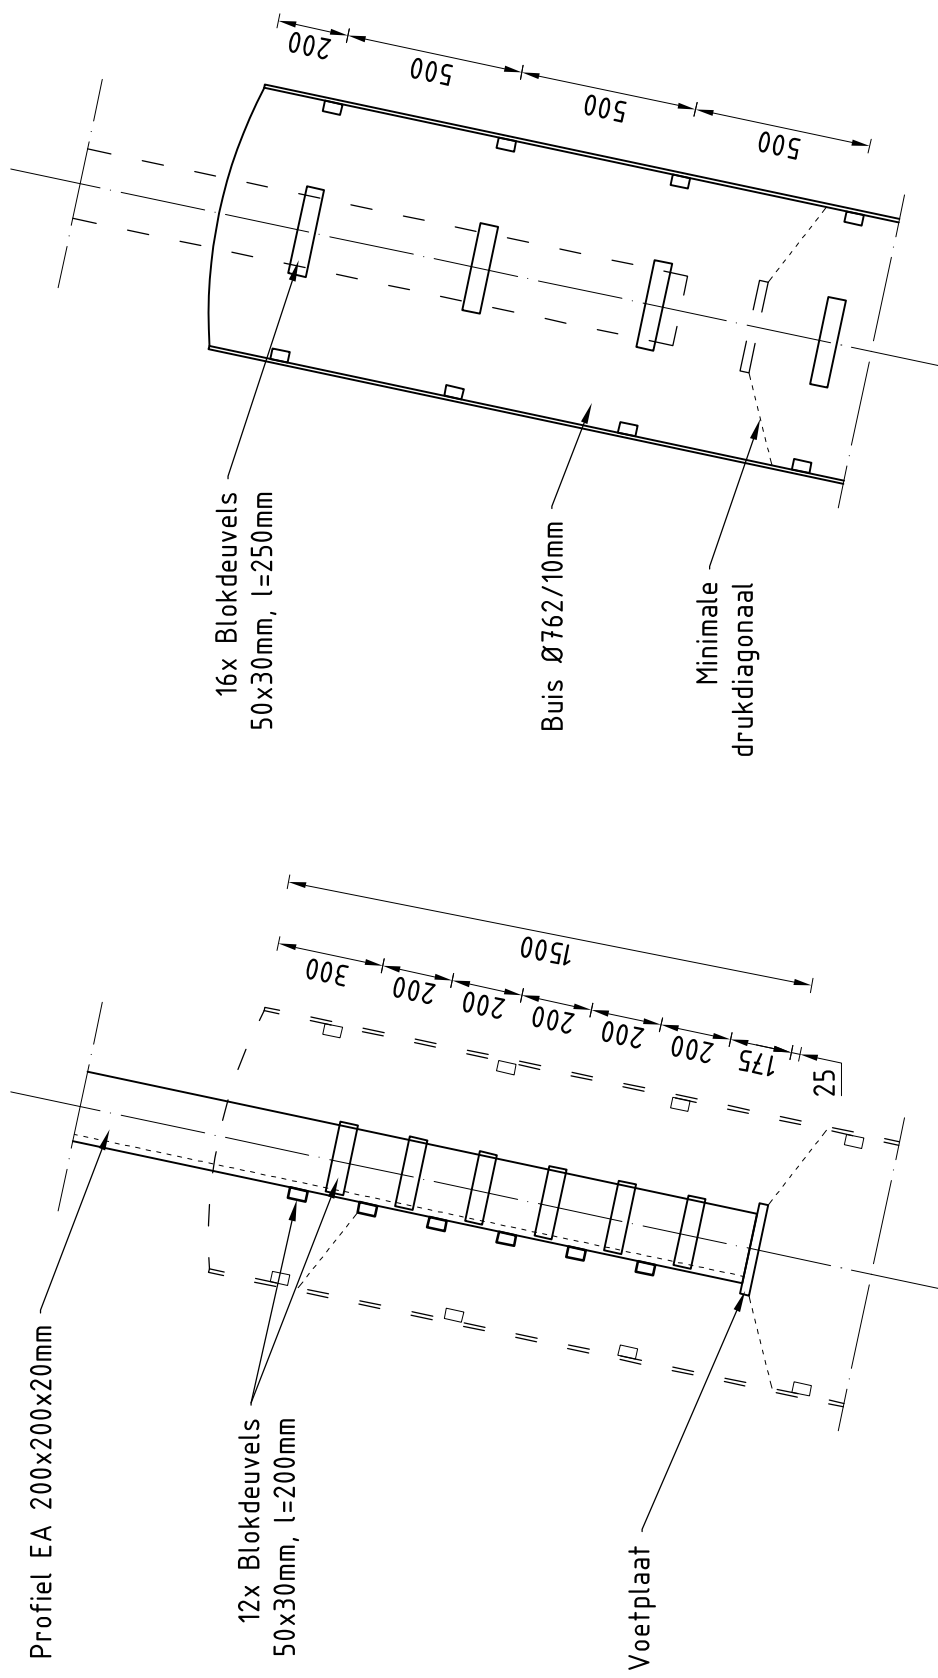 200
500
500
500
16x Blokdeuvels
50x30mm, l=250mm
Buis Ø762/10mm
Minimale
drukdiagonaal
1500
300
200
200
200
200
200
175
25
Profiel EA 200x200x20mm
12x Blokdeuvels
50x30mm, l=200mm
Voetplaat